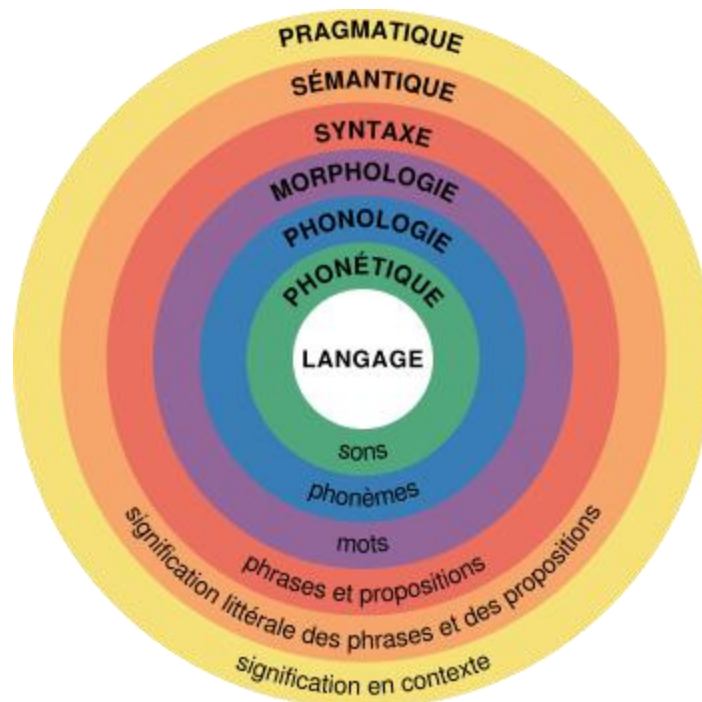 PRAGMATIQUE
SÉMANTIQUE
SYNTAXE
MORPHOLOGIE
PHONOLOGIE
PHONÉTIQUE
LANGAGE
sons
phonèmes
mots
phrases et propositions
signification littérale des phrases et des propositions
signification en contexte